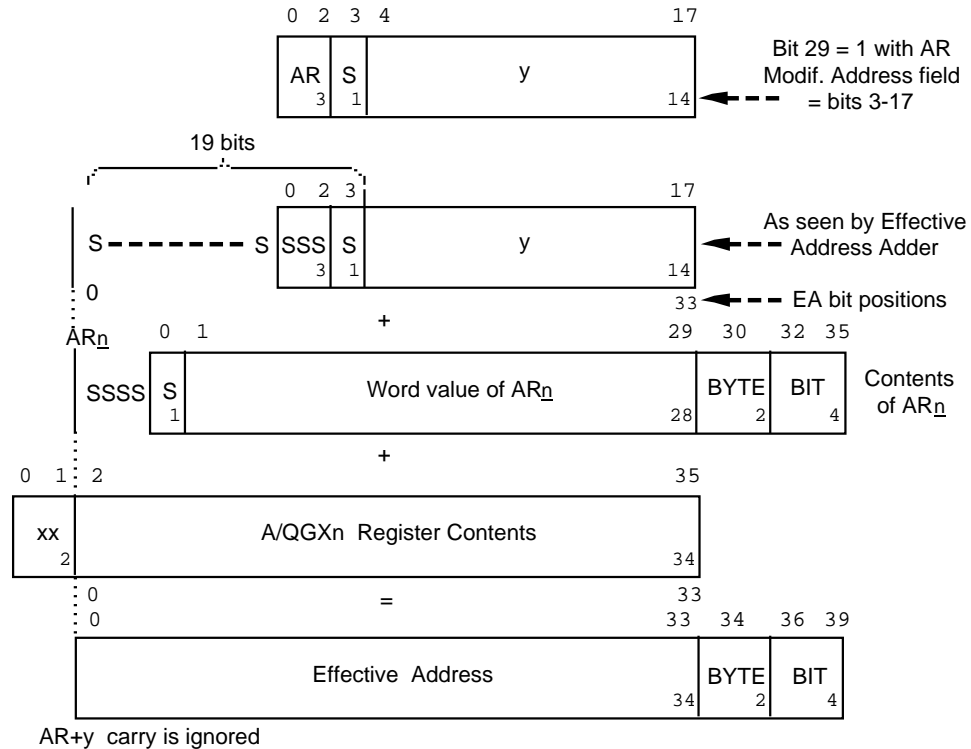 0 2 3 4 17
AR S y
3 1 14
Bit 29 = 1 with AR
Modif. Address field
= bits 3-17
19 bits
0 2 3 17
S S SSS S y
3 1 14
As seen by Effective
Address Adder
0 33 EA bit positions
+
ARn 0 1 29 30 32 35
SSSS S Word value of ARn BYTE BIT
1 28 2 4
Contents
of ARn
+
0 1 2 35
xx A/QGXn Register Contents
2 34
0 = 33
0 33 34 36 39
Effective Address BYTE BIT
34 2 4
AR+y carry is ignored